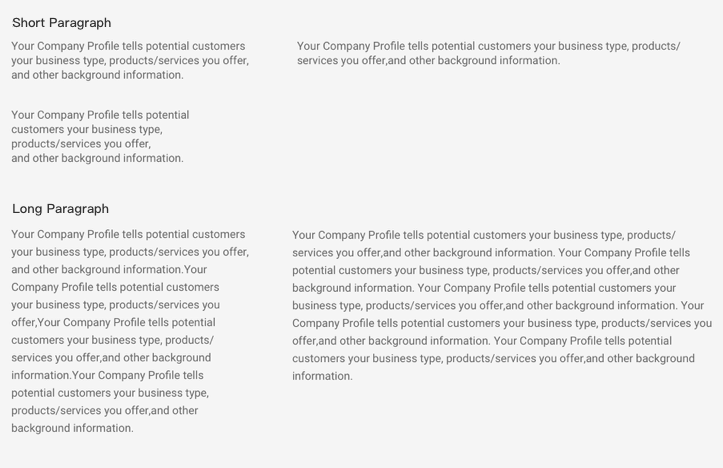 Short Paragraph
Your Company Profile tells potential customers
your business type, products/services you offer,
and other background information.
Your Company Profile tells potential customers your business type, products/
services you offer,and other background information.
Your Company Profile tells potential
customers your business type,
products/services you offer,
and other background information.
Long Paragraph
Your Company Profile tells potential customers
your business type, products/services you offer,
and other background information.Your
Company Profile tells potential customers
your business type, products/services you
offer,Your Company Profile tells potential
customers your business type, products/
services you offer,and other background
information.Your Company Profile tells
potential customers your business type,
products/services you offer,and other
background information.
Your Company Profile tells potential customers your business type, products/
services you offer,and other background information. Your Company Profile tells
potential customers your business type, products/services you offer,and other
background information. Your Company Profile tells potential customers your
business type, products/services you offer,and other background information. Your
Company Profile tells potential customers your business type, products/services you
offer,and other background information. Your Company Profile tells potential
customers your business type, products/services you offer,and other background
information.